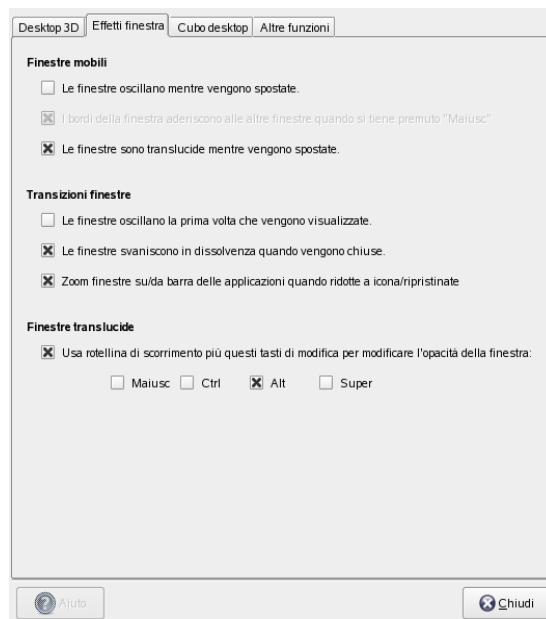 Desktop 3D Effetti finestra Cubo desktop Altre funzioni
Finestre mobili
Le finestre oscillano mentre vengono spostate.
I bordi della finestra aderiscono alle altre finestre quando si tiene premuto "Maiusc"
Le finestre sono translucide mentre vengono spostate.
Transizioni finestre
Le finestre oscillano la prima volta che vengono visualizzate.
Le finestre svaniscono in dissolvenza quando vengono chiuse.
Zoom finestre su/da barra delle applicazioni quando ridotte a icona/ripristinate
Finestre translucide
Usa rotellina di scorrimento più questi tasti di modifica per modificare l'opacità della finestra:
Maiusc Ctrl Alt Super
Aiuto Chiudi